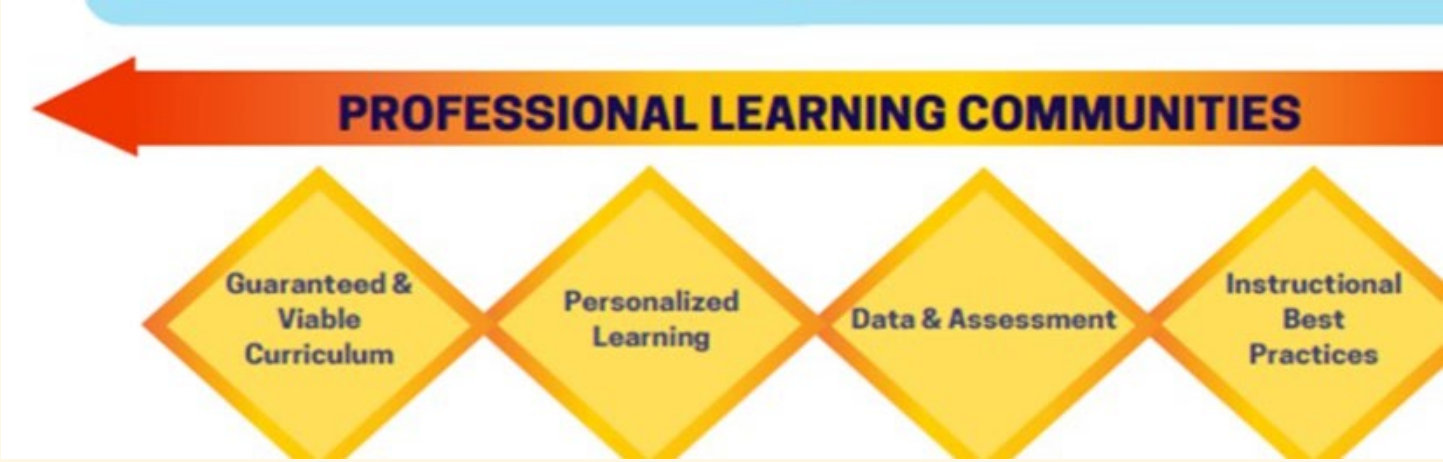 PROFESSIONAL LEARNING COMMUNITIES
Guaranteed &
Viable
Curriculum
Personalized
Learning
Data & Assessment
Instructional
Best
Practices